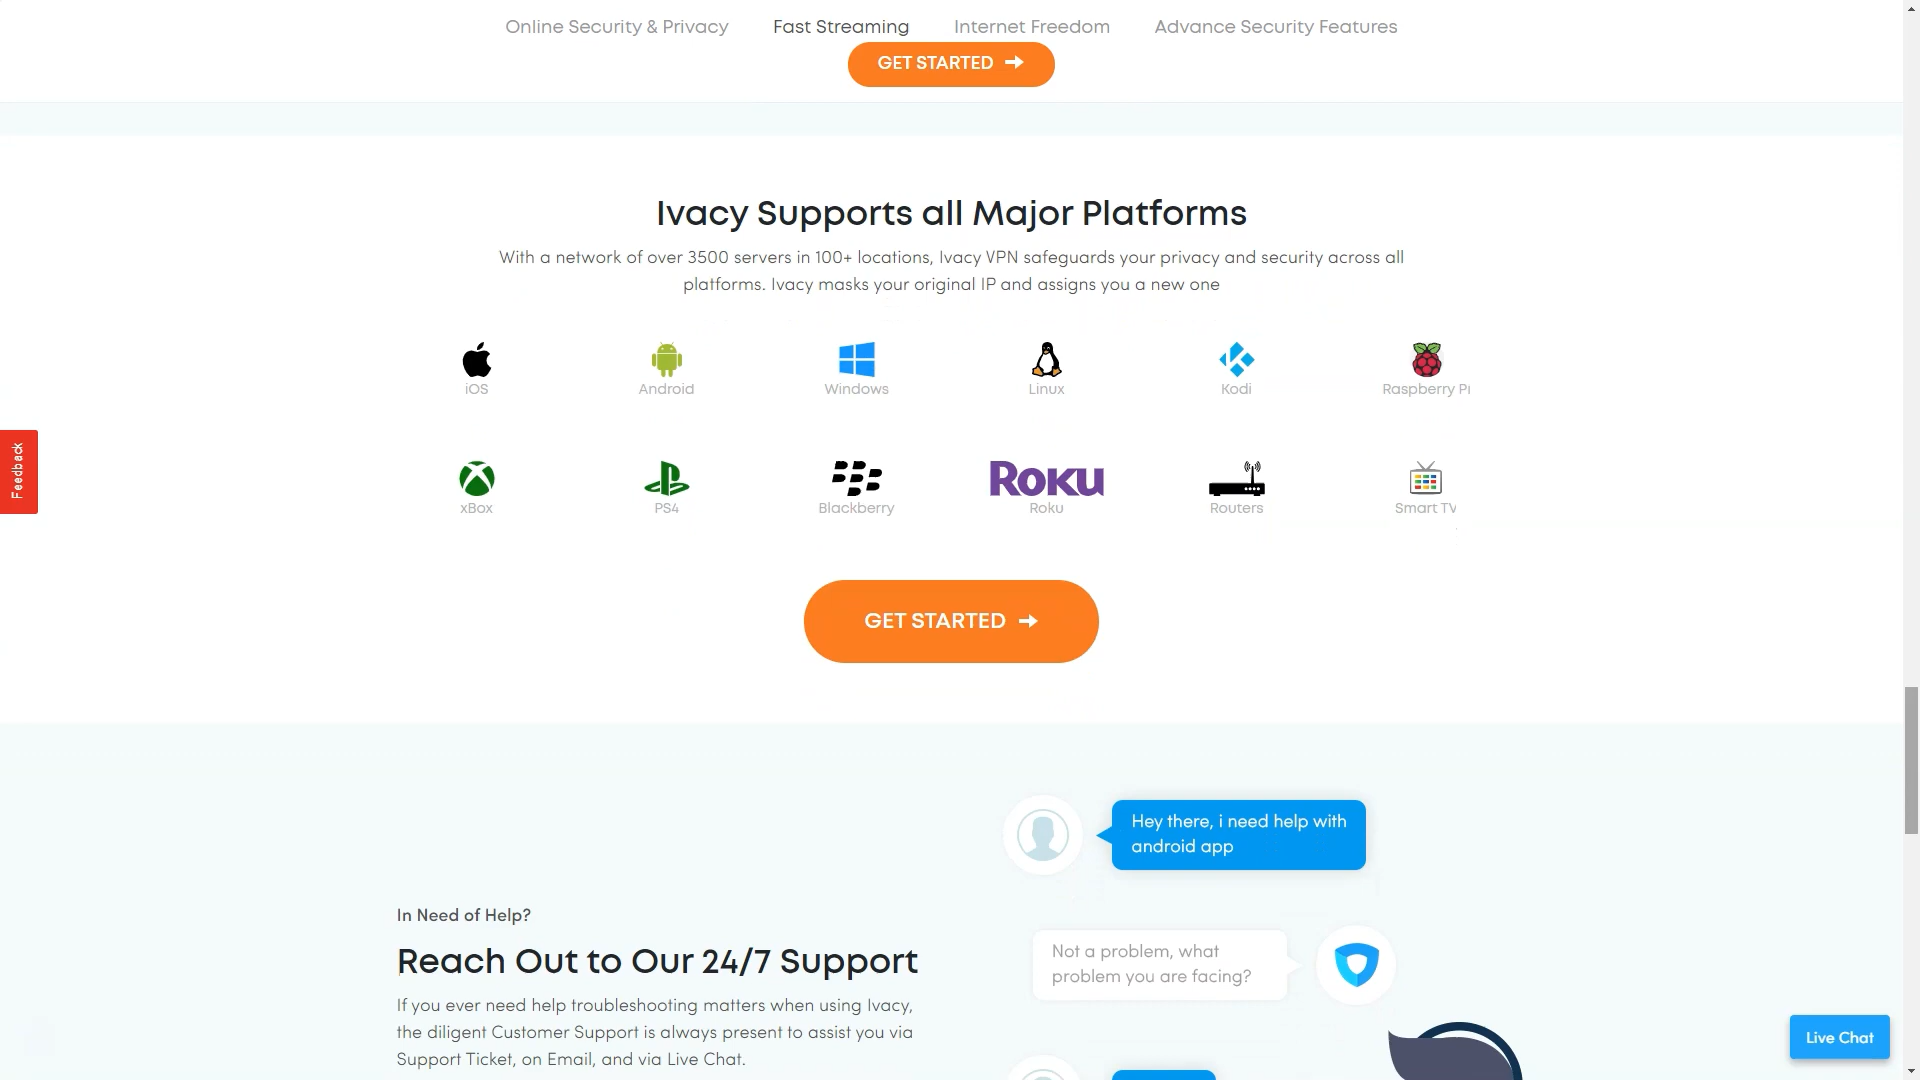 Online Security & Privacy
Fast Streaming
Internet Freedom
Advance Security Features
GET STARTED
Ivacy Supports all Major Platforms
With a network of over 3500 servers in 100+ locations, Ivacy VPN safeguards your privacy and security across all
platforms. Ivacy masks your original IP and assigns you a new one
iOS
Android
Windows
Linux
Kodi
Raspberry Pi
Feedback
xBox
PS4
Blackberry
Roku
Roku
Routers
Smart TV
GET STARTED
Hey there, i need help with
android app
In Need of Help?
Reach Out to Our 24/7 Support
If you ever need help troubleshooting matters when using Ivacy,
the diligent Customer Support is always present to assist you via
Support Ticket, on Email, and via Live Chat.
Not a problem, what
problem you are facing?
Live Chat